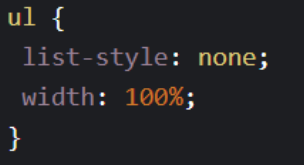 ul {
 list-style: none;
 width: 100%;
}